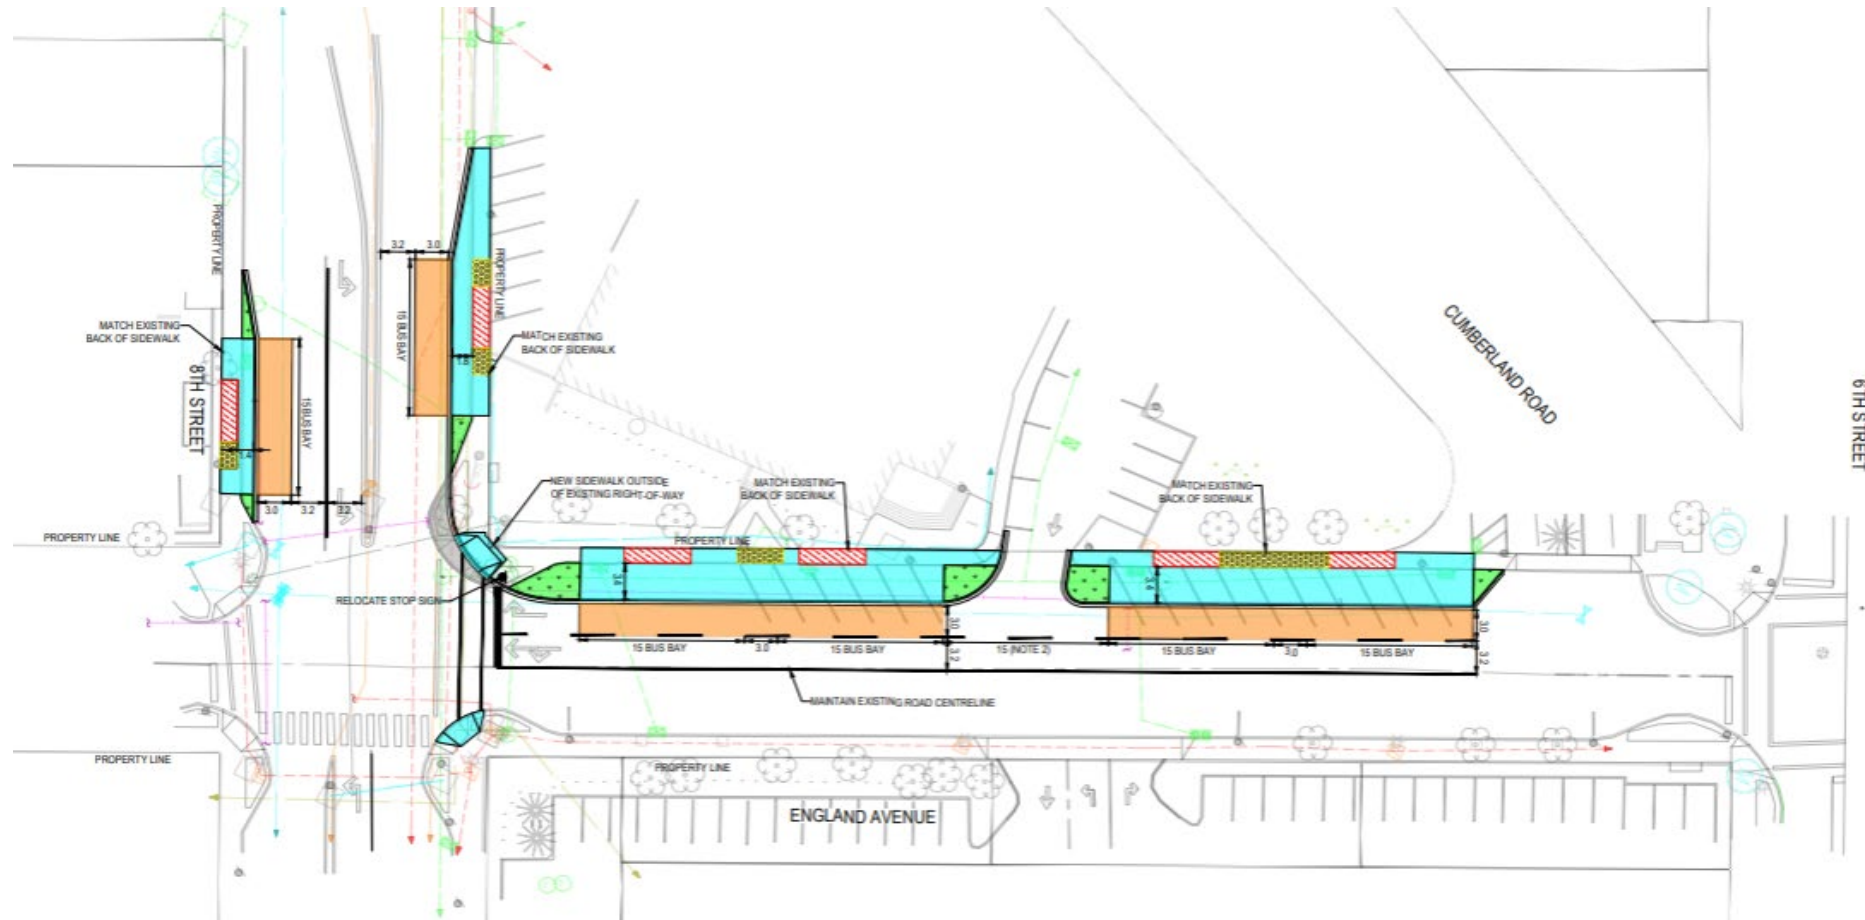 PROPERTY LINE
3.2
3.0
PROPERTY LINE
15 BUS BAY
MATCH EXISTING
BACK OF SIDEWALK
MATCH EXISTING
BACK OF SIDEWALK
8TH STREET
15 BUS BAY
3.0
3.2
3.2
CUMBERLAND ROAD
6TH STREET
NEW SIDEWALK OUTSIDE
OF EXISTING RIGHT-OF-WAY
MATCH EXISTING
BACK OF SIDEWALK
MATCH EXISTING
BACK OF SIDEWALK
PROPERTY LINE
PROPERTY LINE
3.6
3.6
RELOCATE STOP SIGN
3.0
3.0
15 BUS BAY
3.0
15 BUS BAY
3.2
15 (NOTE 2)
15 BUS BAY
3.0
15 BUS BAY
3.2
MAINTAIN EXISTING ROAD CENTRELINE
PROPERTY LINE
PROPERTY LINE
ENGLAND AVENUE